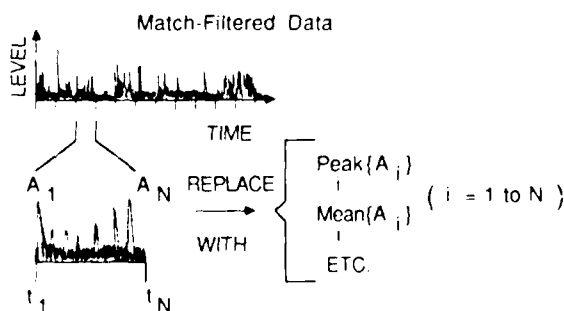 Match-Filtered Data
LEVEL
TIME
A1 AN
REPLACE
WITH
t1 tN
Peak{Ai}
Mean{Ai}
ETC.
( i = 1 to N )